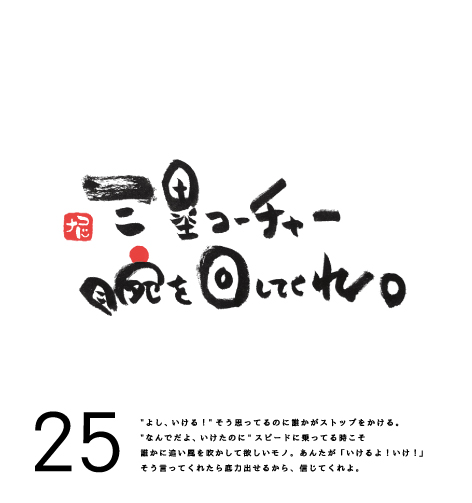 三星コーチャー
腕を回してくれ。
25
"よし、いける！"そう思ってるのに誰かがストップをかける。
"なんでだよ、いけたのに"スピードに乗ってる時こそ
誰かに追い風を吹かして欲しいモノ。あんたが「いけるよ！いけ！」
そう言ってくれたら底力出せるから、信じてくれよ。